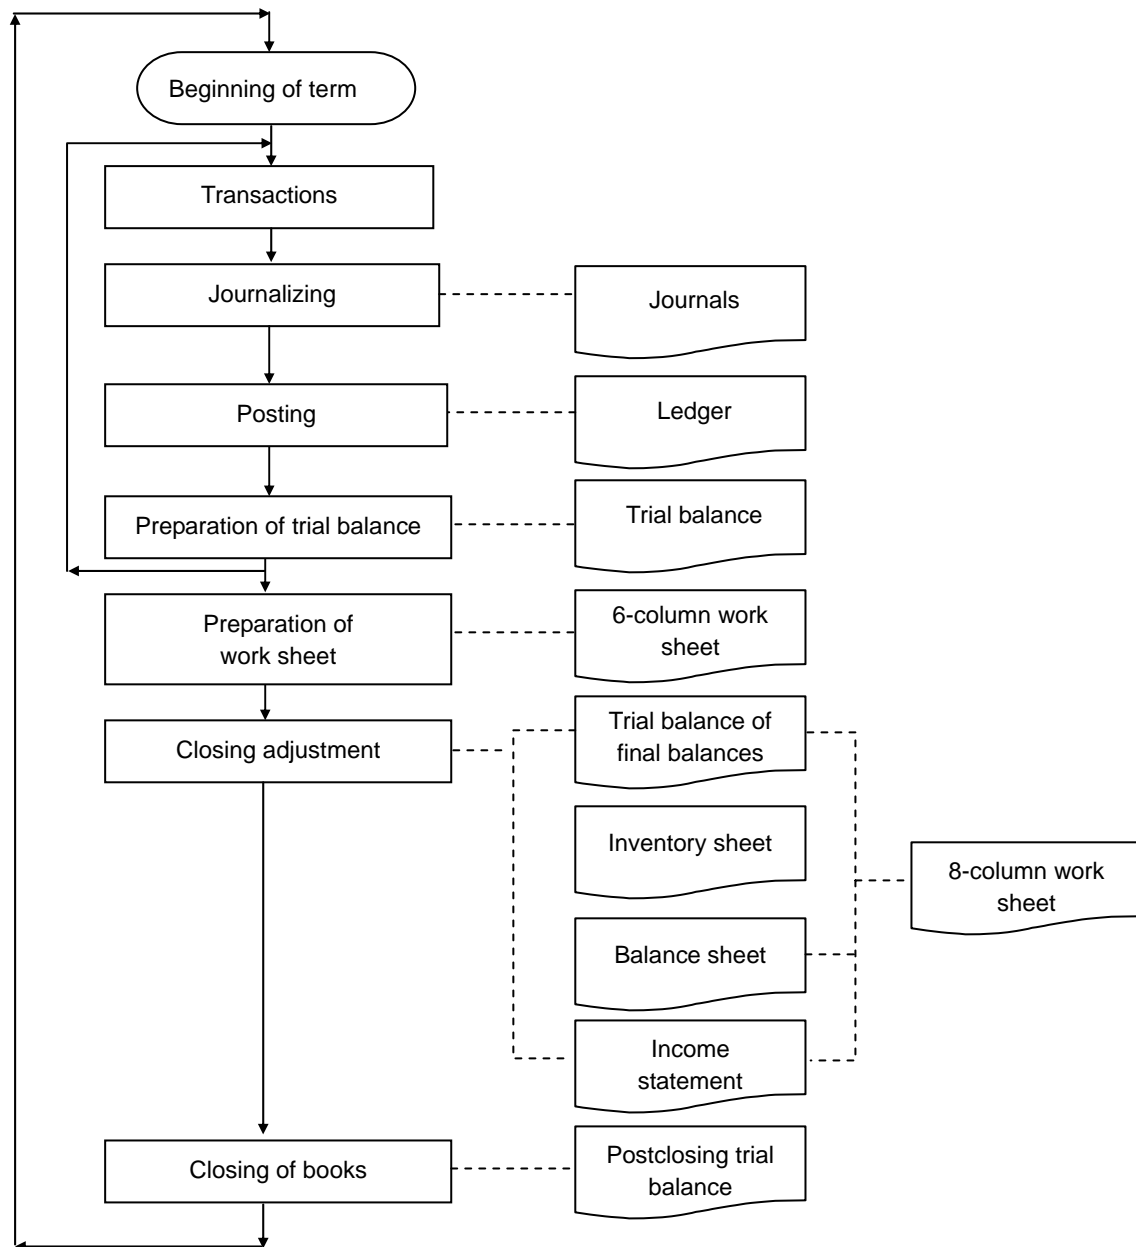 Beginning of term
Transactions
Journalizing
Journals
Posting
Ledger
Preparation of trial balance
Trial balance
Preparation of
work sheet
6-column work
sheet
Closing adjustment
Trial balance of
final balances
Inventory sheet
8-column work
sheet
Balance sheet
Income
statement
Closing of books
Postclosing trial
balance